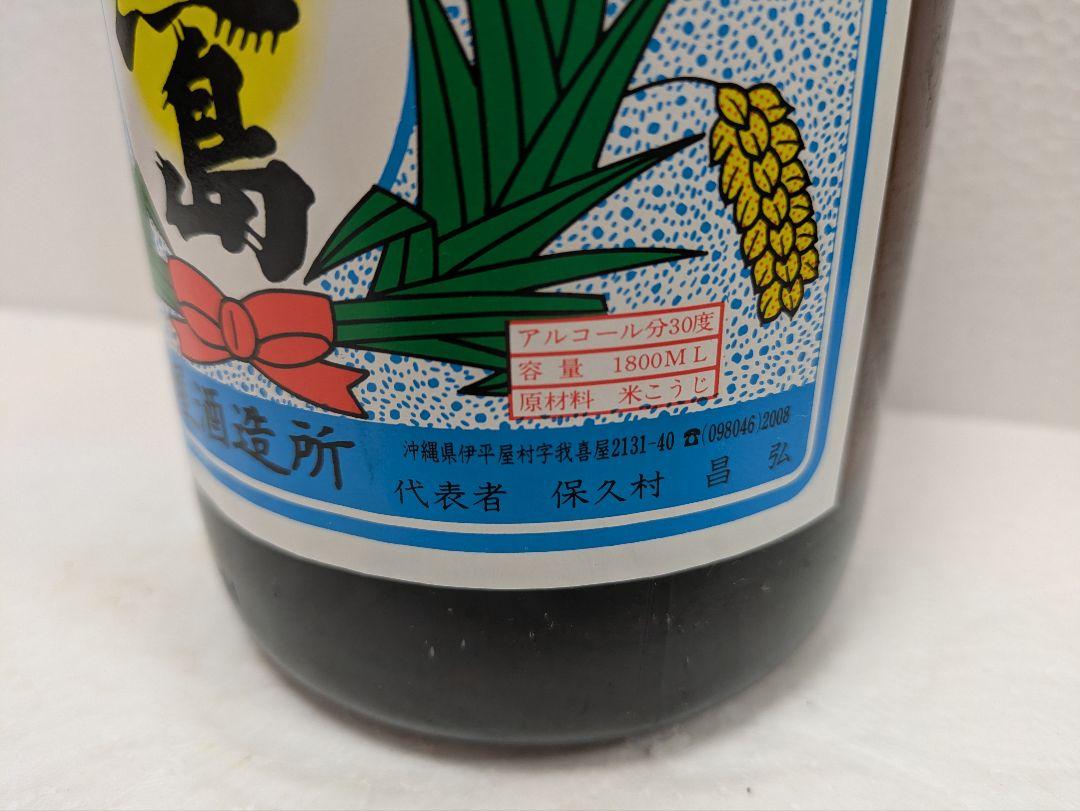 島
アルコール分30度
容量 1800ML
原材料 米こうじ
酒造所
沖縄県伊平屋村字我喜屋2131-40 ☎(098046)2008
代表者 保久村 昌弘